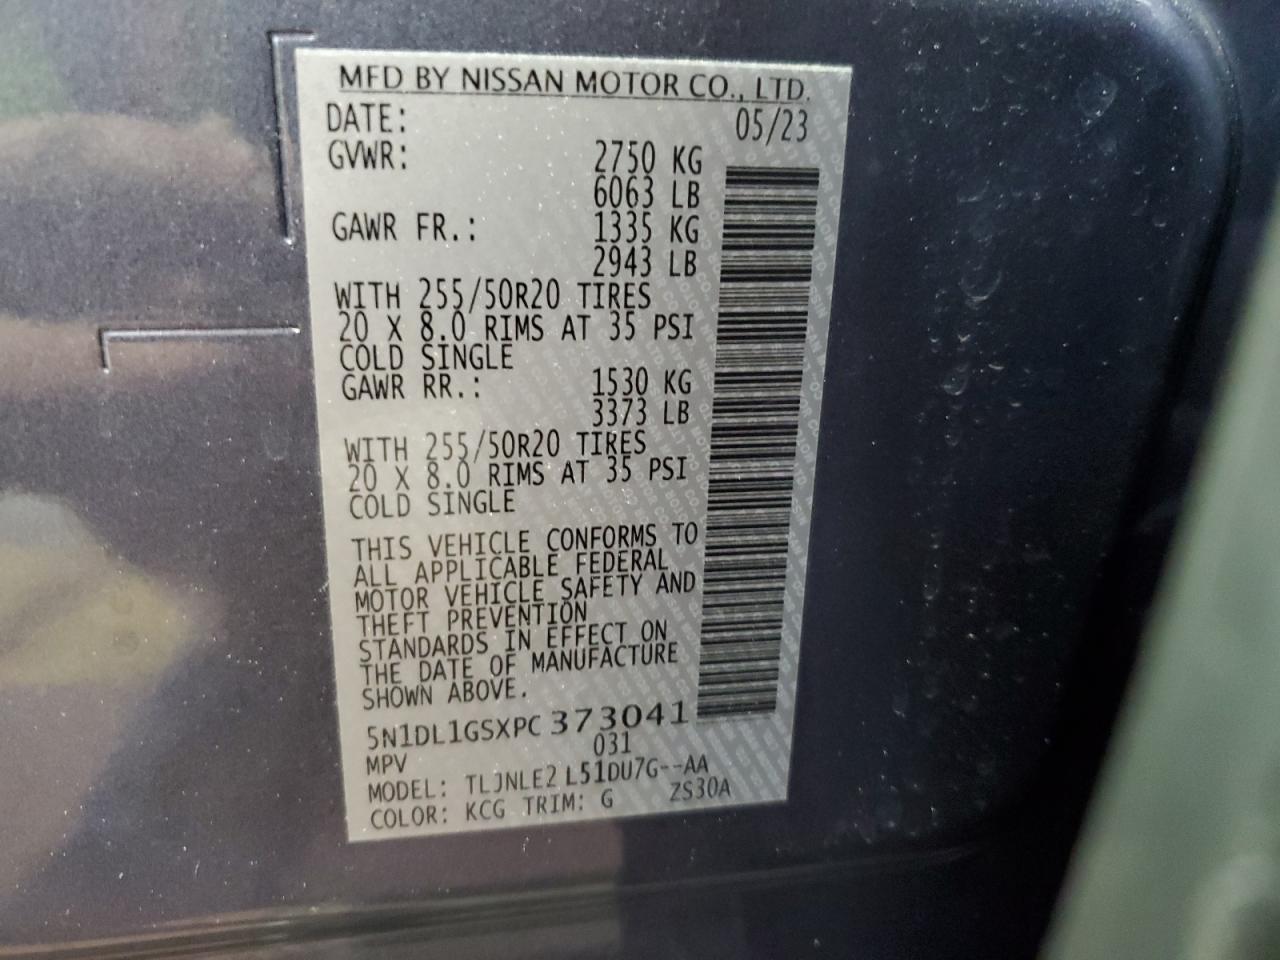 MFD BY NISSAN MOTOR CO., LTD.
DATE: 05/23
GVWR: 2750 KG
6063 LB
GAWR FR.: 1335 KG
2943 LB
WITH 255/50R20 TIRES
20 X 8.0 RIMS AT 35 PSI
COLD SINGLE
GAWR RR.: 1530 KG
3373 LB
WITH 255/50R20 TIRES
20 X 8.0 RIMS AT 35 PSI
COLD SINGLE
THIS VEHICLE CONFORMS TO
ALL APPLICABLE FEDERAL
MOTOR VEHICLE SAFETY AND
THEFT PREVENTION
STANDARDS IN EFFECT ON
THE DATE OF MANUFACTURE
SHOWN ABOVE.
5N1DL1GSXPC 373041
031
MPV
MODEL: TLJNLE2 L51DU7G--AA
COLOR: KCG TRIM: G ZS30A